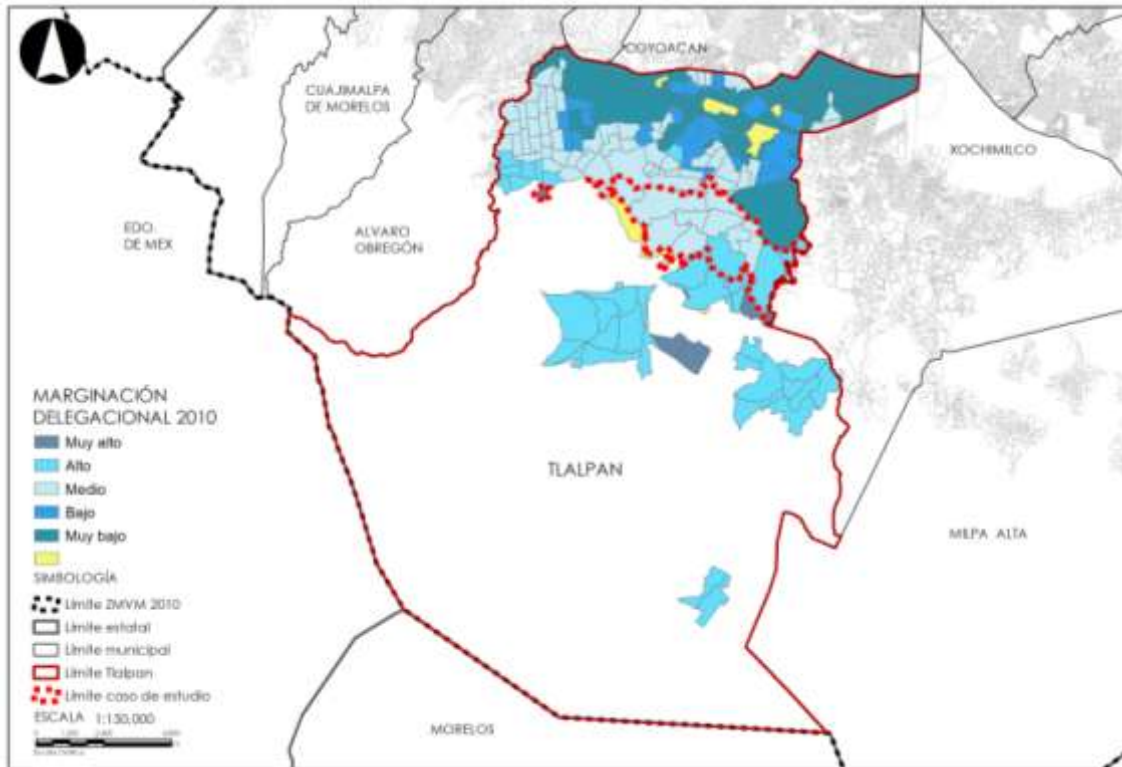 COYOACAN
CUAJIMALPA
DE MORELOS
XOCHIMILCO
EDO.
DE MEX
ALVARO
OBREGÓN
MARGINACIÓN
DELEGACIONAL 2010
Muy alto
Alto
Medio
Bajo
Muy bajo
TLALPAN
MILPA ALTA
SIMBOLOGÍA
Límite ZMVM 2010
Límite estatal
Límite municipal
Límite Tlalpan
Límite caso de estudio
ESCALA 1:130,000
MORELOS